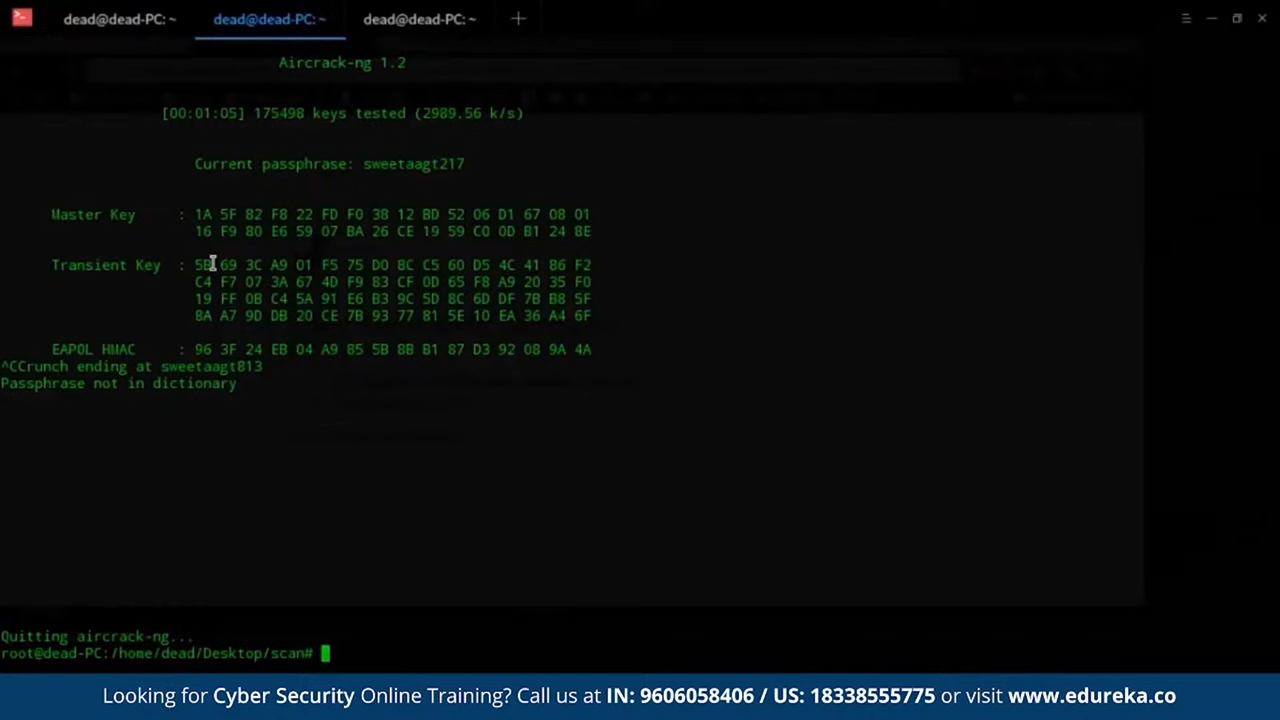 dead@dead-PC: ~ dead@dead-PC: ~ dead@dead-PC: ~
Aircrack-ng 1.2
[00:01:05] 175498 keys tested (2989.56 k/s)
Current passphrase: sweetaagt217
Master Key : 1A 5F 82 F8 22 FD F0 38 12 BD 52 06 D1 67 08 01
16 F9 80 E6 59 07 BA 26 CE 19 59 C0 0D B1 24 8E
Transient Key : 5B 69 3C A9 01 F5 75 D0 8C C5 60 D5 4C 41 86 F2
C4 F7 07 3A 67 4D F9 83 CF 0D 65 F8 A9 20 35 F0
19 FF 0B C4 5A 91 E6 B3 9C 5D 8C 6D DF 7B B8 5F
8A A7 9D DB 20 CE 7B 93 77 81 5E 10 EA 36 A4 6F
EAPOL HMAC : 96 3F 24 EB 04 A9 85 5B 8B B1 87 D3 92 08 9A 4A
^CCrunch ending at sweetaagt813
Passphrase not in dictionary
Quitting aircrack-ng...
root@dead-PC:/home/dead/Desktop/scan#
Looking for Cyber Security Online Training? Call us at IN: 9606058406 / US: 18338555775 or visit www.edureka.co